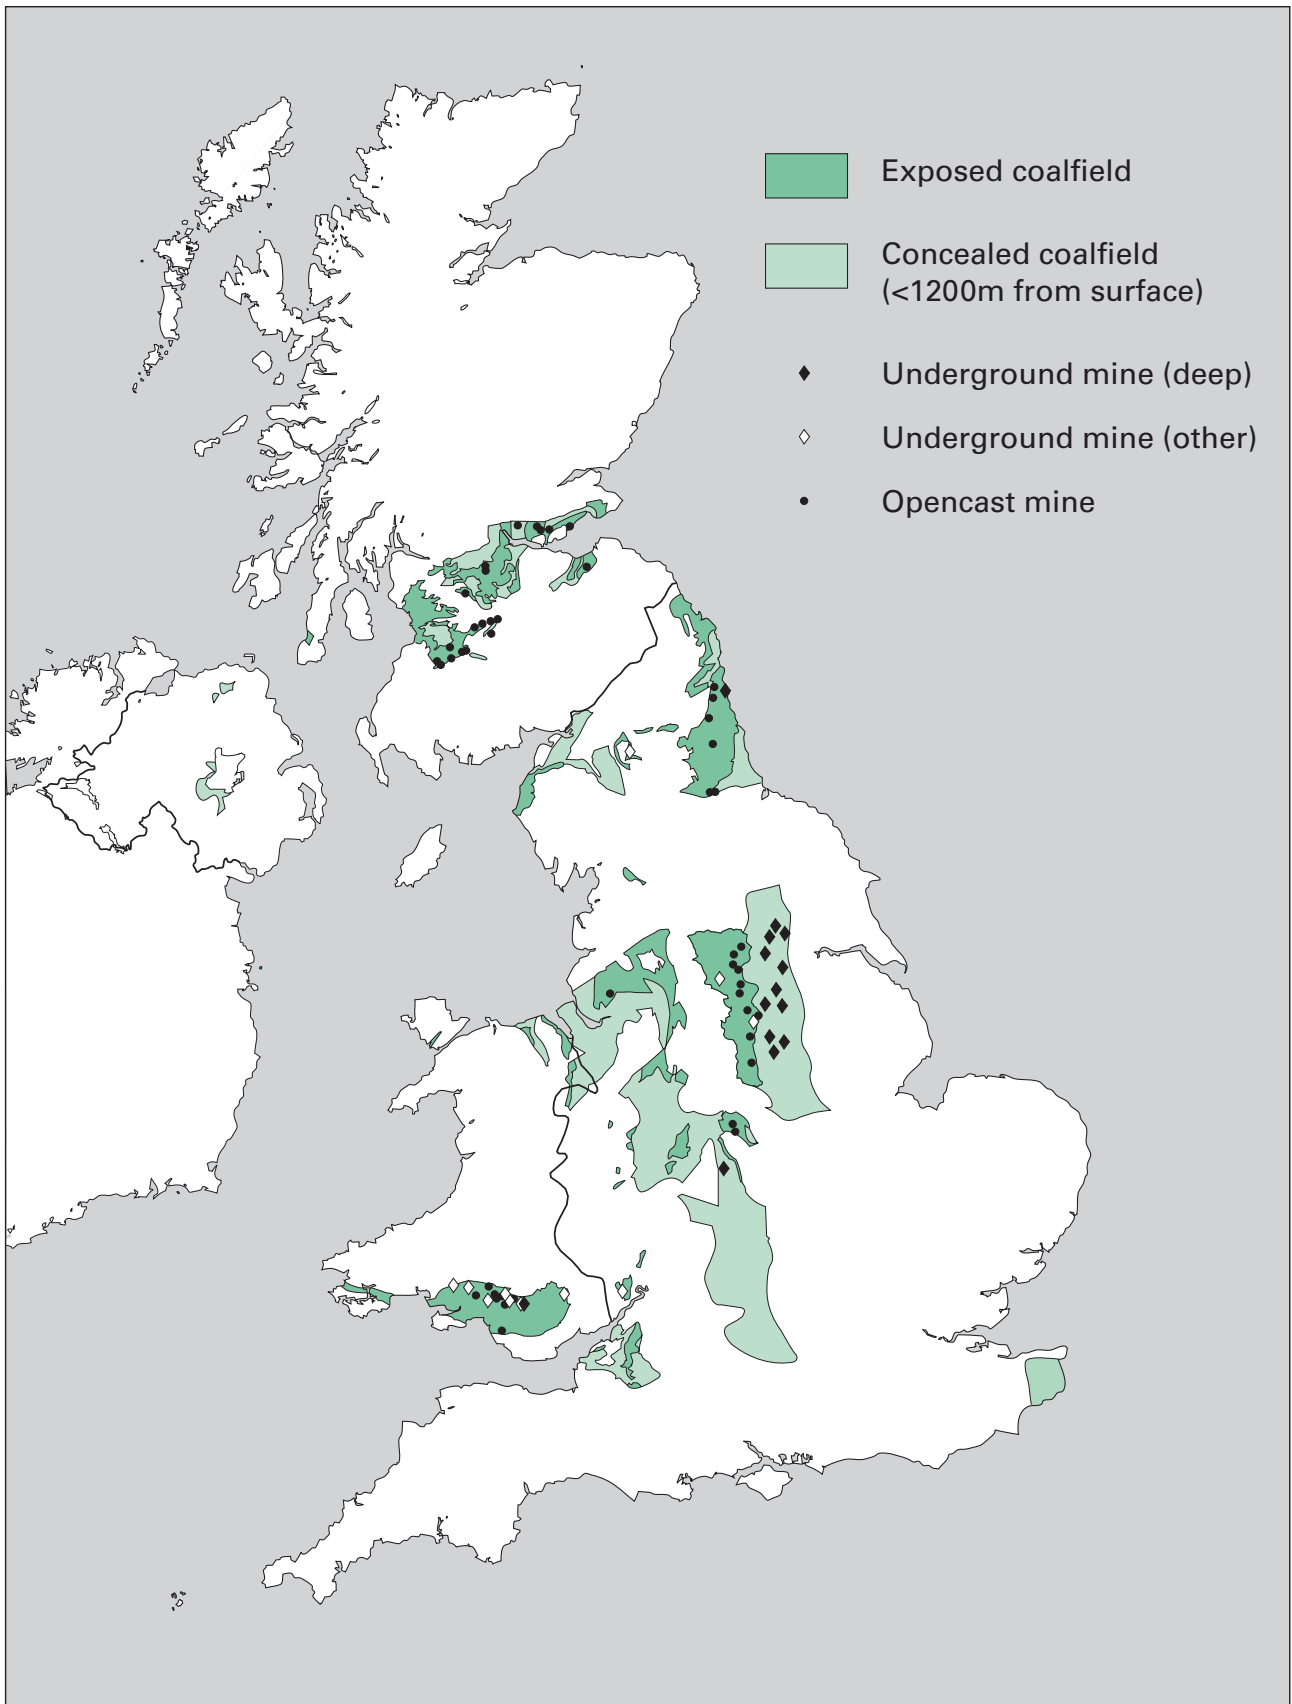 Exposed coalfield
Concealed coalfield
(<1200m from surface)
Underground mine (deep)
Underground mine (other)
Opencast mine